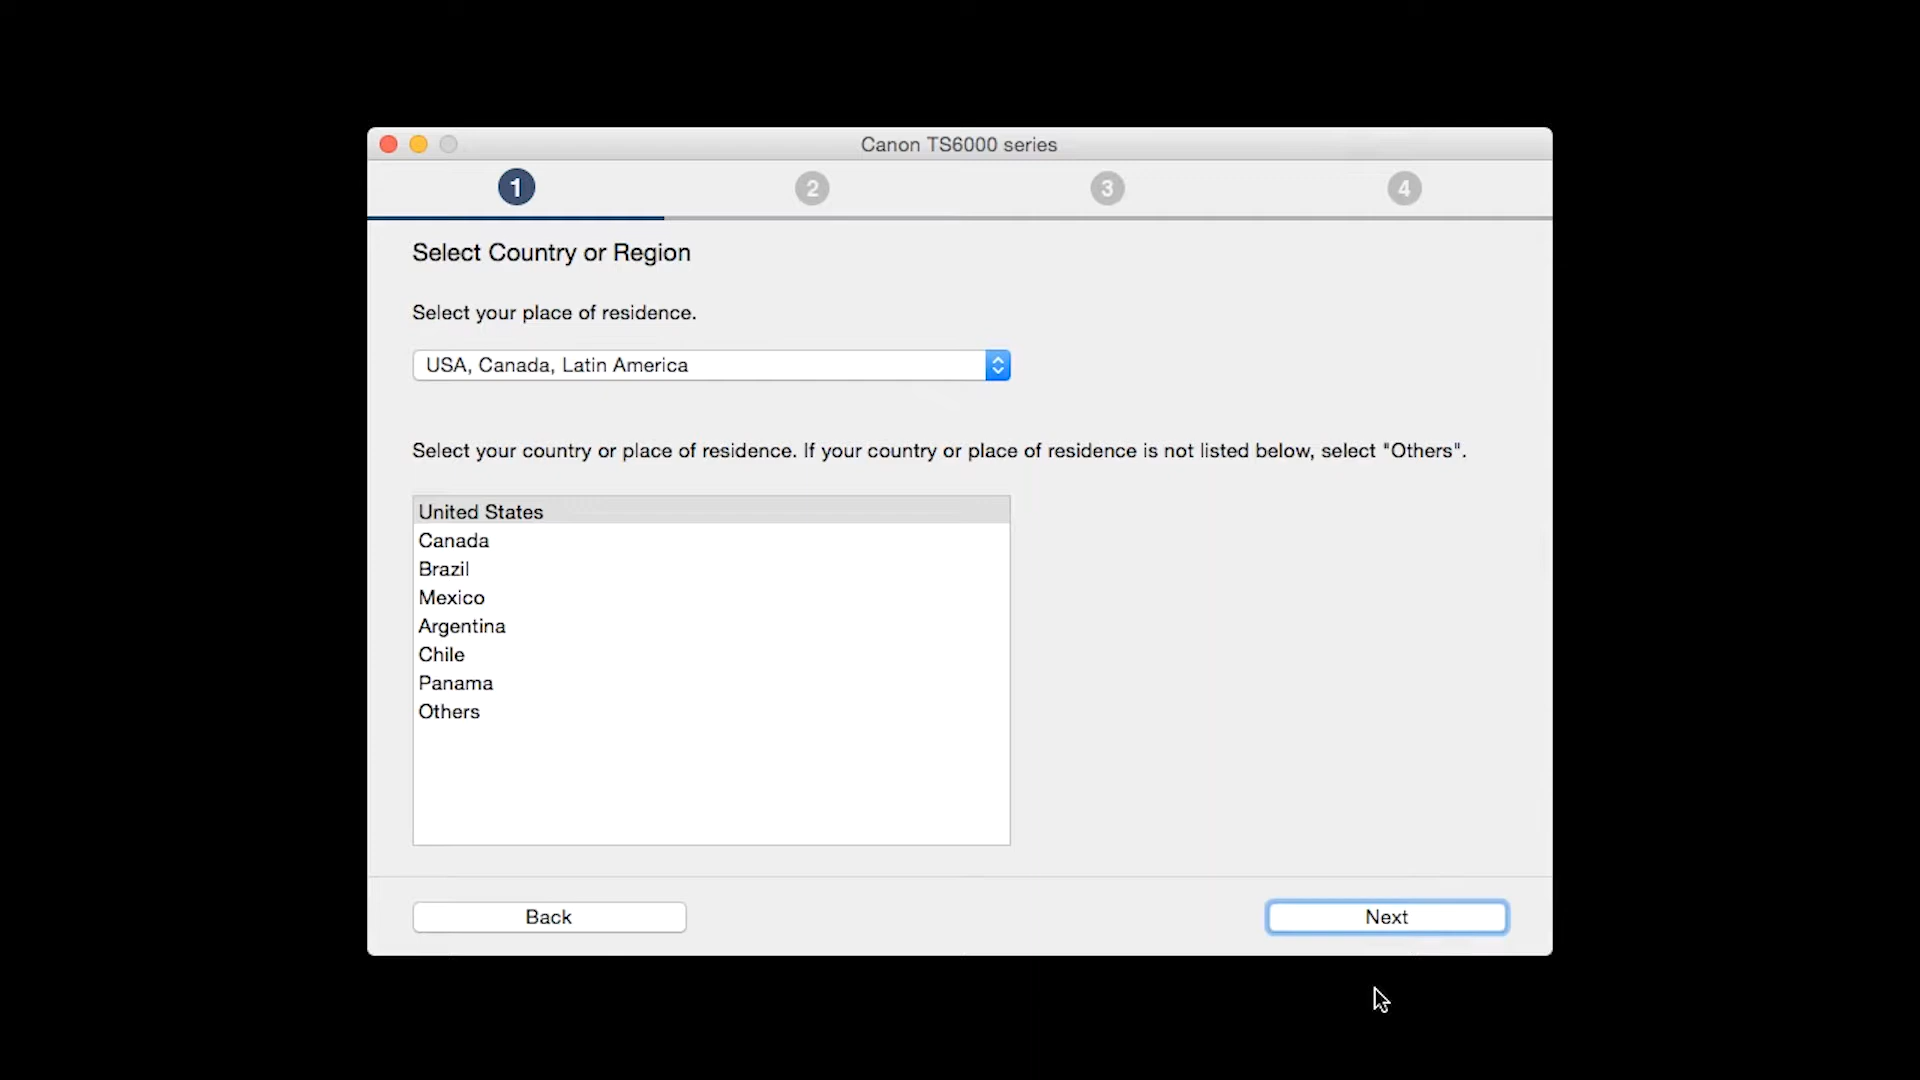 Canon TS6000 series
1 2 3 4
Select Country or Region
Select your place of residence.
USA, Canada, Latin America
Select your country or place of residence. If your country or place of residence is not listed below, select "Others".
United States
Canada
Brazil
Mexico
Argentina
Chile
Panama
Others
Back Next